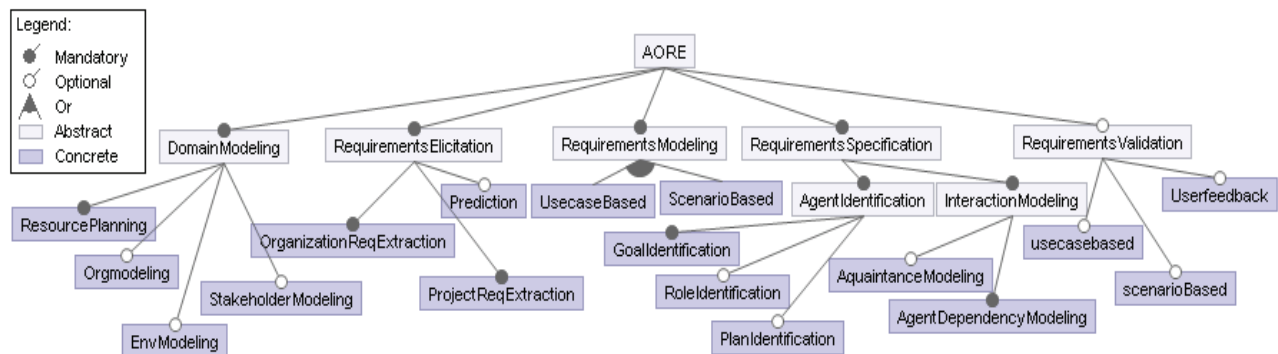 Legend:
Mandatory
Optional
Or
Abstract
Concrete
AORE
DomainModeling
RequirementsElicitation
RequirementsModeling
RequirementsSpecification
RequirementsValidation
ResourcePlanning
Orgmodeling
EnvModeling
StakeholderModeling
OrganizationReqExtraction
Prediction
ProjectReqExtraction
UsecaseBased
ScenarioBased
AgentIdentification
InteractionModeling
GoalIdentification
RoleIdentification
PlanIdentification
AquaintanceModeling
AgentDependencyModeling
usecasebased
scenarioBased
Userfeedback